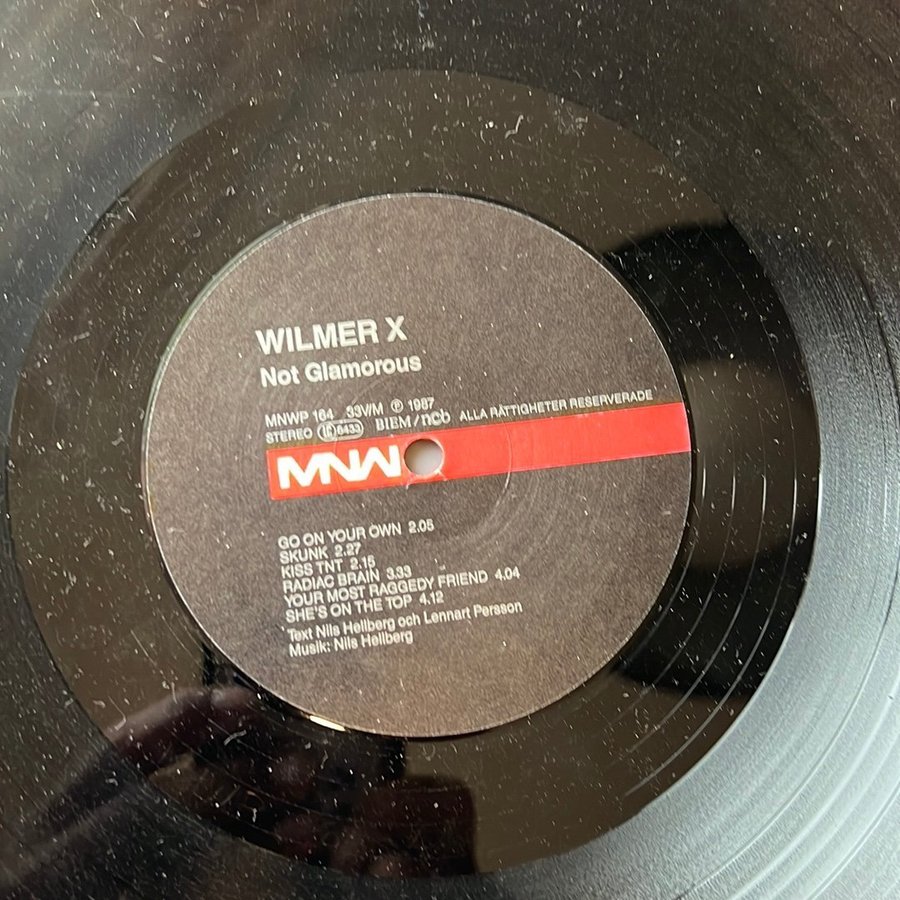 WILMER X
Not Glamorous
MNWP 164 33V/M Ⓟ 1987
STEREO LC 6433 BIEM/ncb ALLA RÄTTIGHETER RESERVERADE
MNW
GO ON YOUR OWN 2.05
SKUNK 2.27
KISS TNT 2.15
RADIAC BRAIN 3.33
YOUR MOST RAGGEDY FRIEND 4.04
SHE'S ON THE TOP 4.12
Text Nils Hellberg och Lennart Persson
Musik: Nils Hellberg